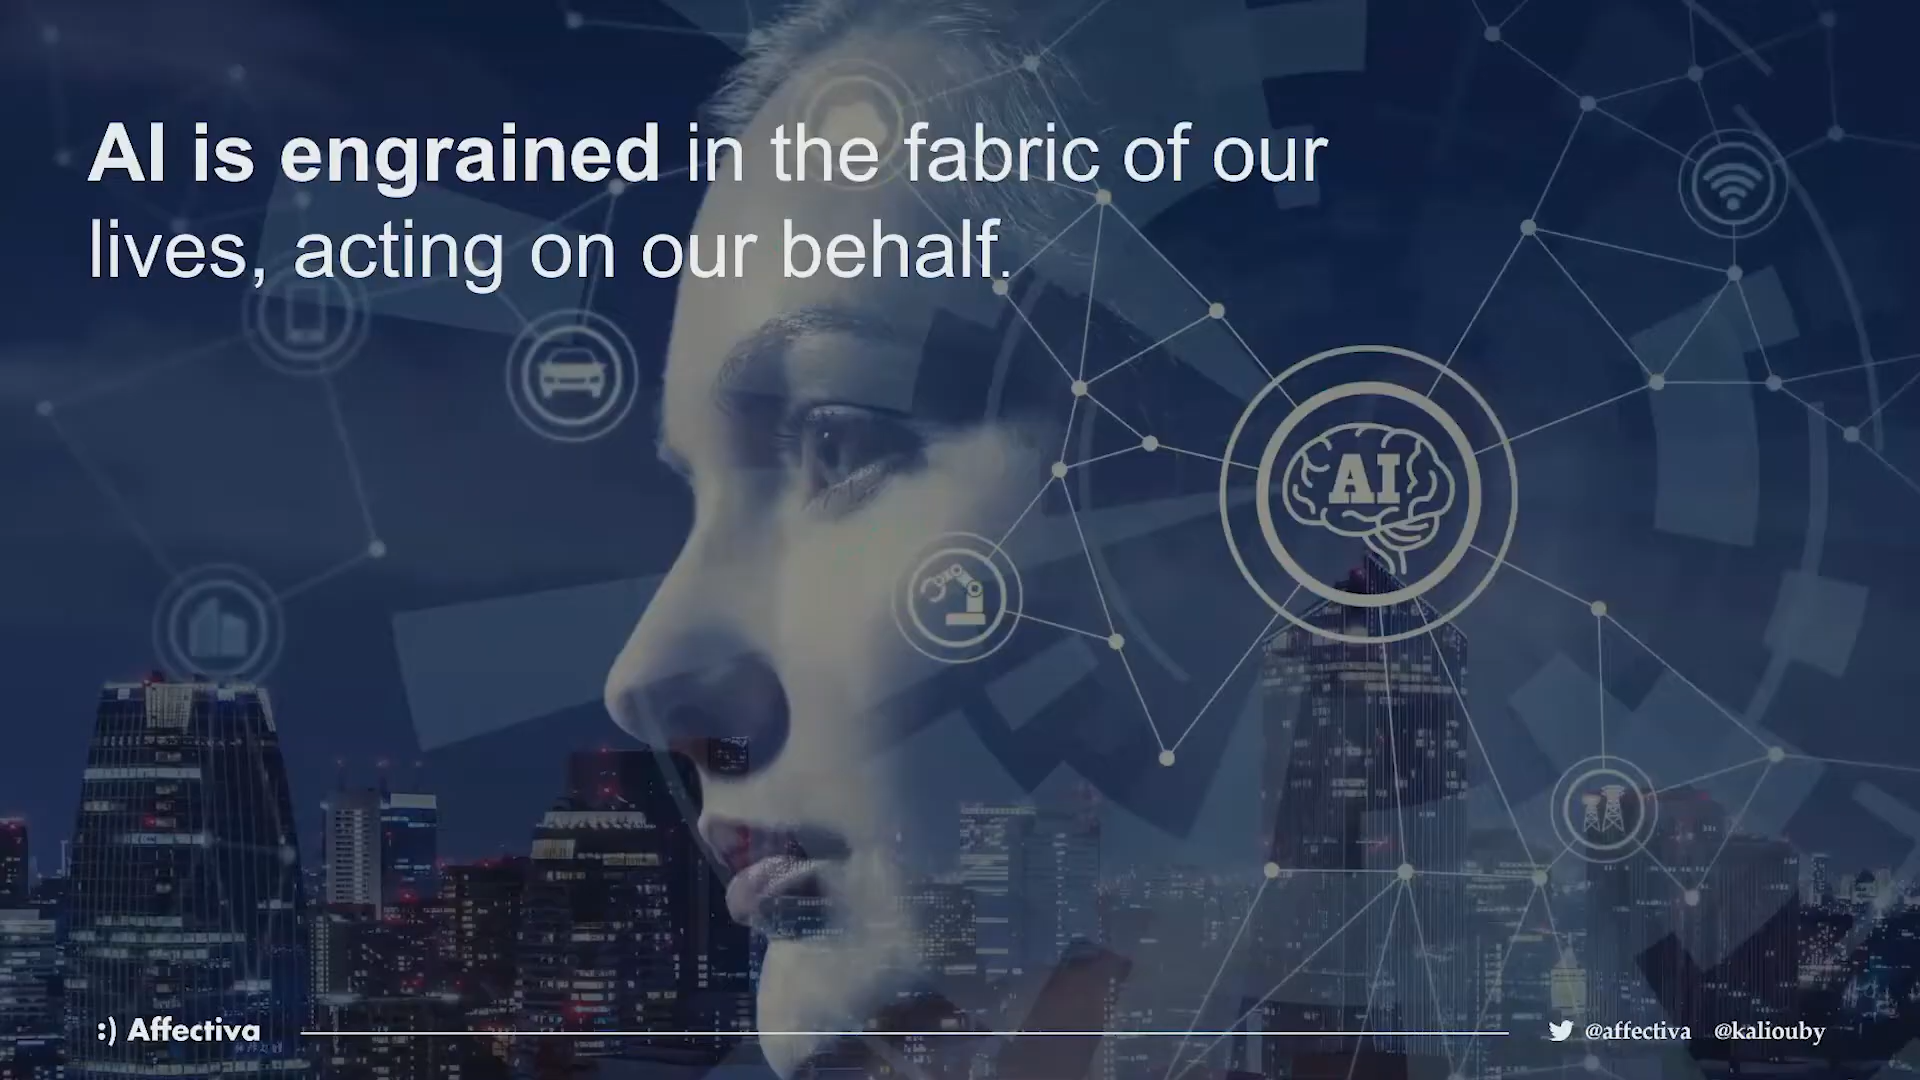 AI is engrained in the fabric of our
lives, acting on our behalf.
AI
:) Affectiva
@affectiva @kaliouby